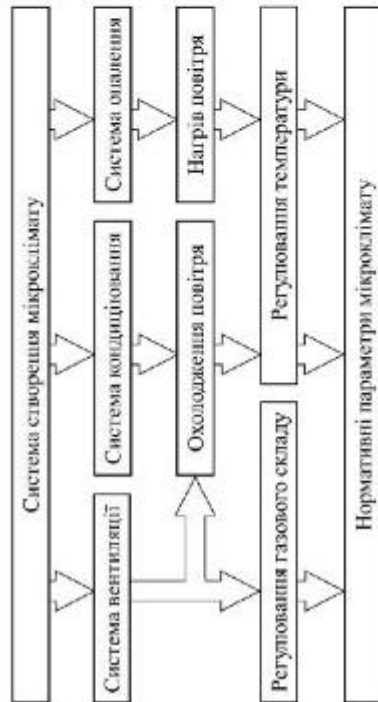 Система створення мікроклімату
Система вентиляції
Система кондиціювання
Система опалення
Охолодження повітря
Нагрів повітря
Регулювання газового складу
Регулювання температури
Нормативні параметри мікроклімату